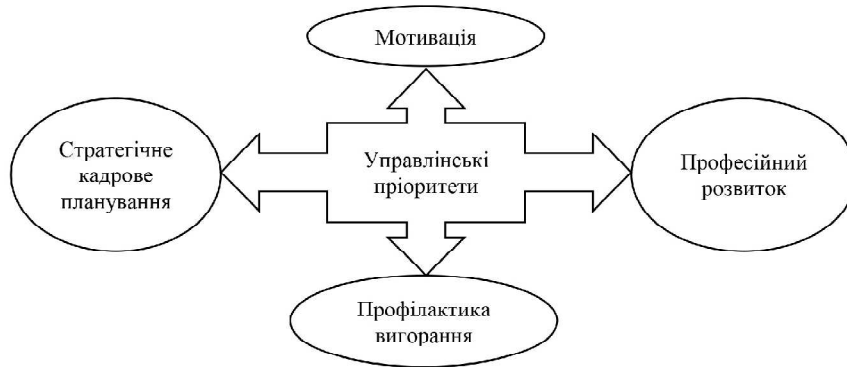 Мотивація
Стратегічне
кадрове
планування
Управлінські
пріоритети
Професійний
розвиток
Профілактика
вигорання